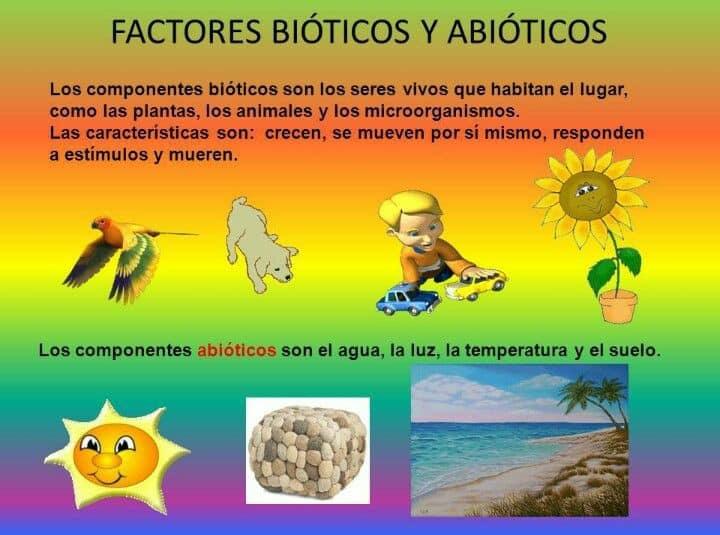 FACTORES BIÓTICOS Y ABIÓTICOS
Los componentes bióticos son los seres vivos que habitan el lugar,
como las plantas, los animales y los microorganismos.
Las características son: crecen, se mueven por sí mismo, responden
a estímulos y mueren.
Los componentes abióticos son el agua, la luz, la temperatura y el suelo.